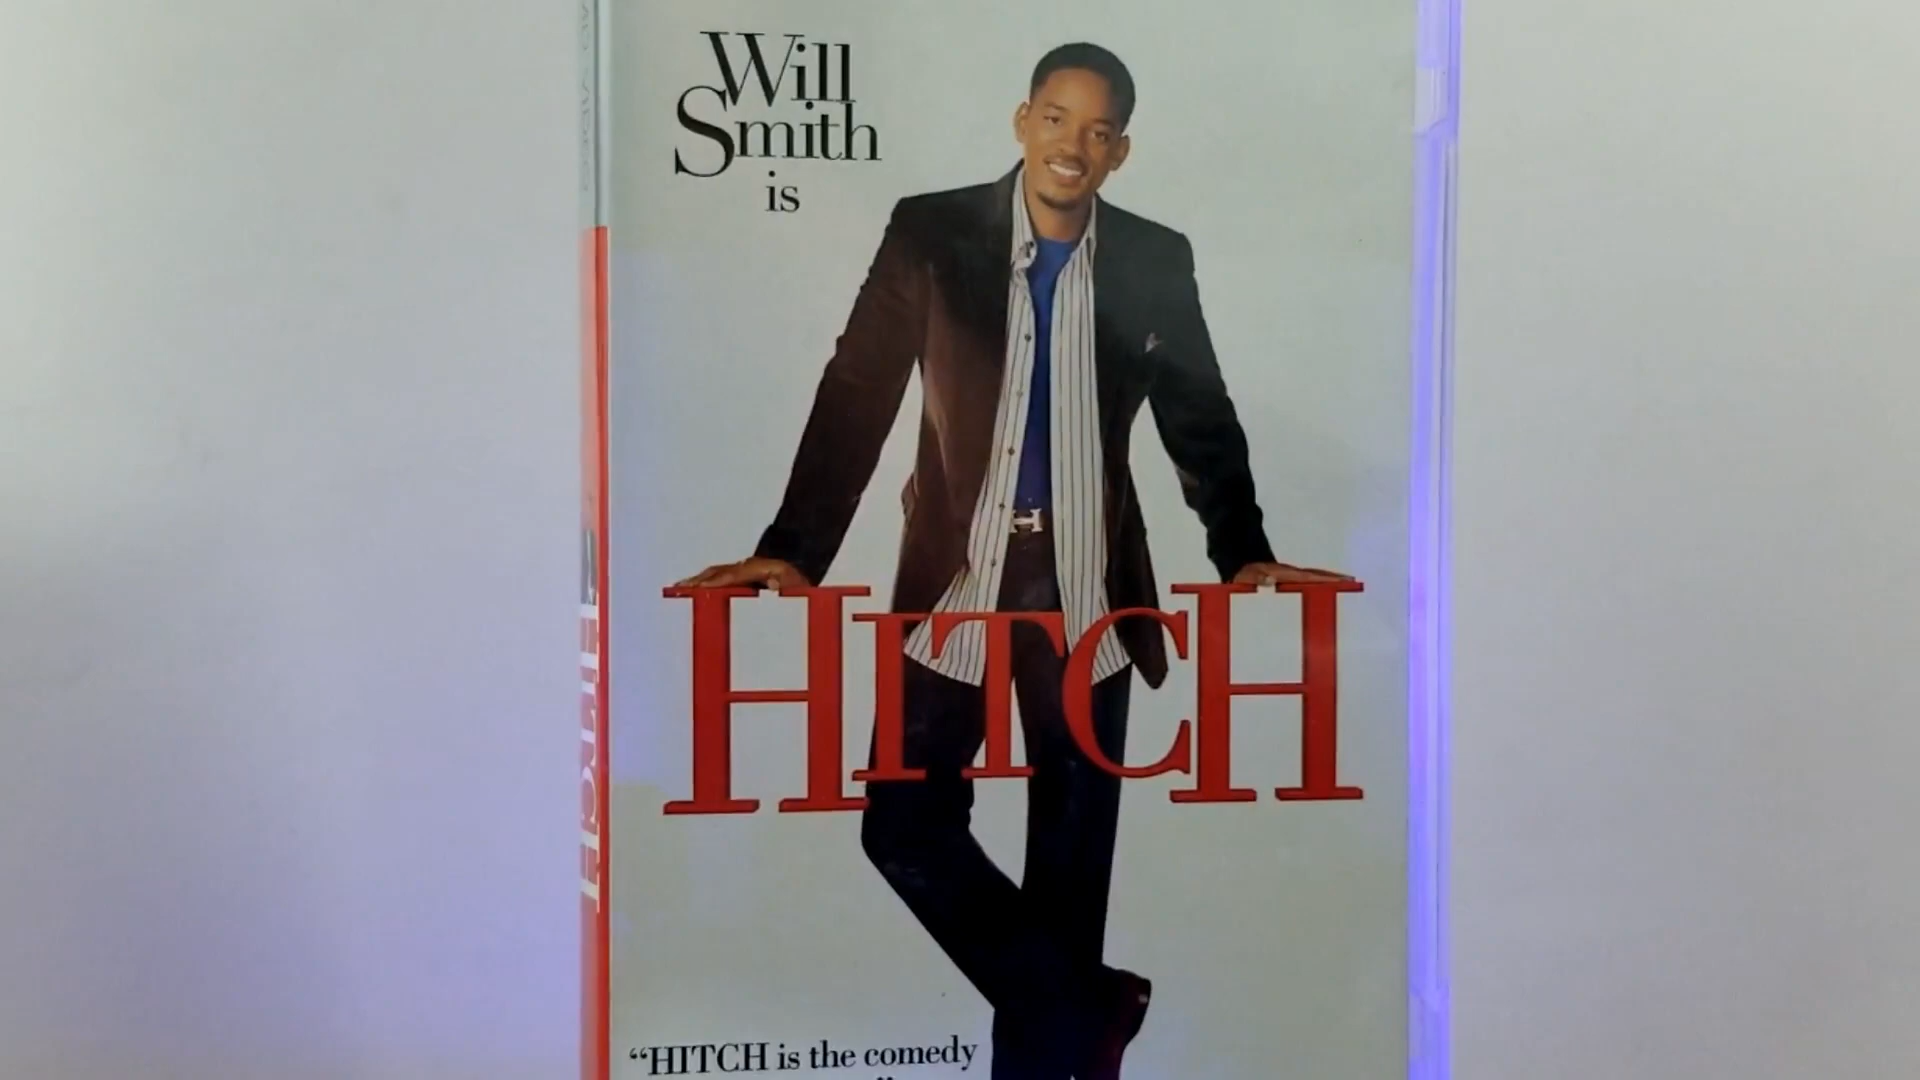 Will
Smith
is
HITCH
HITCH
“HITCH is the comedy